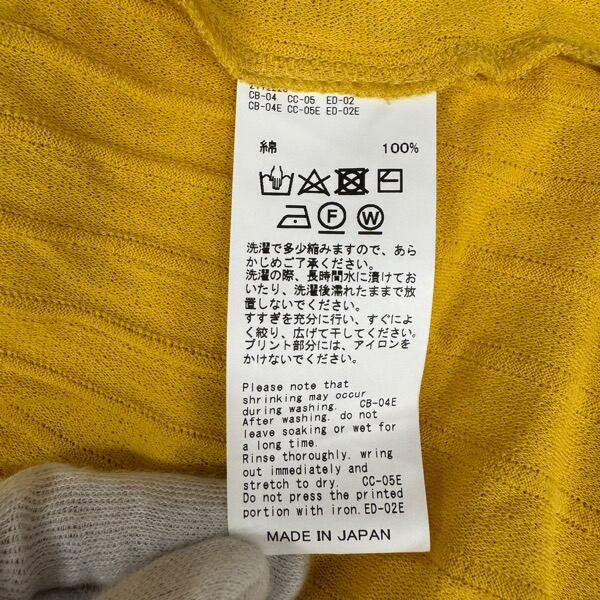 CB-04 CC-05 ED-02
CB-04E CC-05E ED-02E
綿 100%
F W
洗濯で多少縮みますので、あら
かじめご了承ください。
洗濯の際、長時間水に漬けてお
いたり、洗濯後濡れたままで放
置しないでください。
すすぎを充分に行い、すぐによ
く絞り、広げて干してください。
プリント部分には、アイロンを
かけないでください。
Please note that
shrinking may occur
during washing. CB-04E
After washing. do not
leave soaking or wet for
a long time.
Rinse thoroughly. wring
out immediately and
stretch to dry. CC-05E
Do not press the printed
portion with iron. ED-02E
MADE IN JAPAN